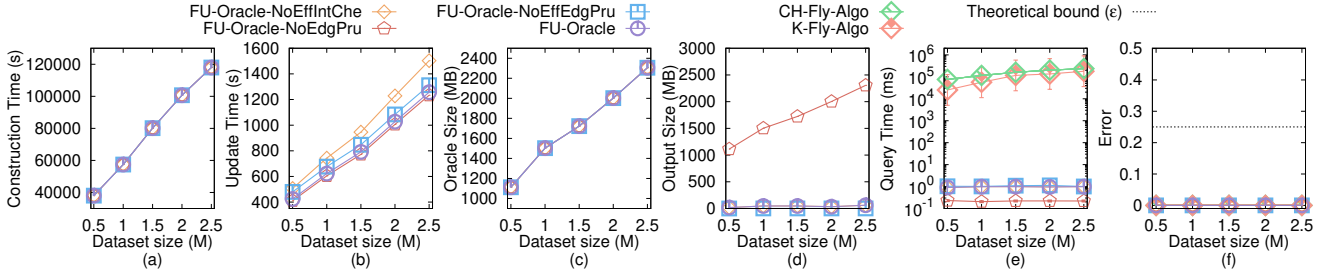 FU-Oracle-NoEffIntChe FU-Oracle-NoEffEdgPru CH-Fly-Algo Theoretical bound (ε)
FU-Oracle-NoEdgPru FU-Oracle K-Fly-Algo
Construction Time (s)
120000
100000
80000
60000
40000
0.5 1 1.5 2 2.5
Dataset size (M)
(a)
Update Time (s)
1600
1400
1200
1000
800
600
400
0.5 1 1.5 2 2.5
Dataset size (M)
(b)
Oracle Size (MB)
2400
2200
2000
1800
1600
1400
1200
1000
0.5 1 1.5 2 2.5
Dataset size (M)
(c)
Output Size (MB)
3000
2500
2000
1500
1000
500
0
0.5 1 1.5 2 2.5
Dataset size (M)
(d)
Query Time (ms)
10^6
10^5
10^4
10^3
10^2
10^1
10^0
10^-1
0.5 1 1.5 2 2.5
Dataset size (M)
(e)
Error
0.5
0.4
0.3
0.2
0.1
0
0.5 1 1.5 2 2.5
Dataset size (M)
(f)